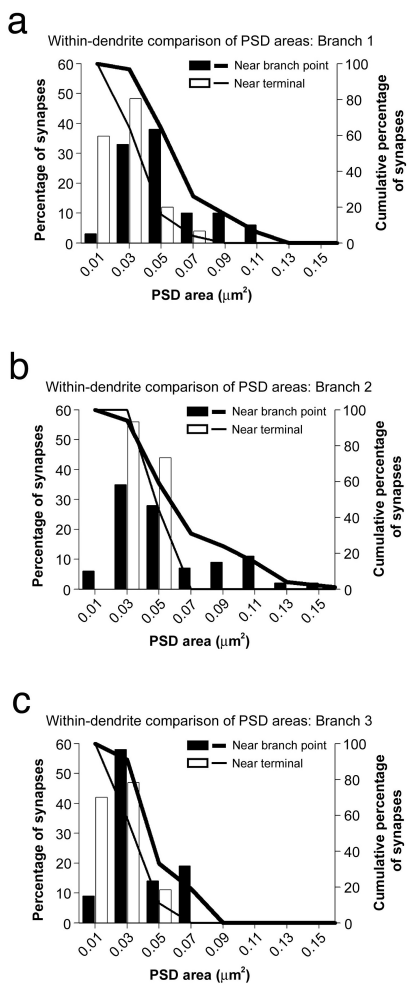 a
Within-dendrite comparison of PSD areas: Branch 1
Near branch point
Near terminal
Percentage of synapses
60
50
40
30
20
10
0
Cumulative percentage
of synapses
100
80
60
40
20
0
0.01 0.03 0.05 0.07 0.09 0.11 0.13 0.15 0.16
PSD area (μm²)
b
Within-dendrite comparison of PSD areas: Branch 2
Near branch point
Near terminal
Percentage of synapses
60
50
40
30
20
10
0
Cumulative percentage
of synapses
100
80
60
40
20
0
0.01 0.03 0.05 0.07 0.09 0.11 0.13 0.15
PSD area (μm²)
c
Within-dendrite comparison of PSD areas: Branch 3
Near branch point
Near terminal
Percentage of synapses
60
50
40
30
20
10
0
Cumulative percentage
of synapses
100
80
60
40
20
0
0.01 0.03 0.05 0.07 0.09 0.11 0.13 0.15
PSD area (μm²)